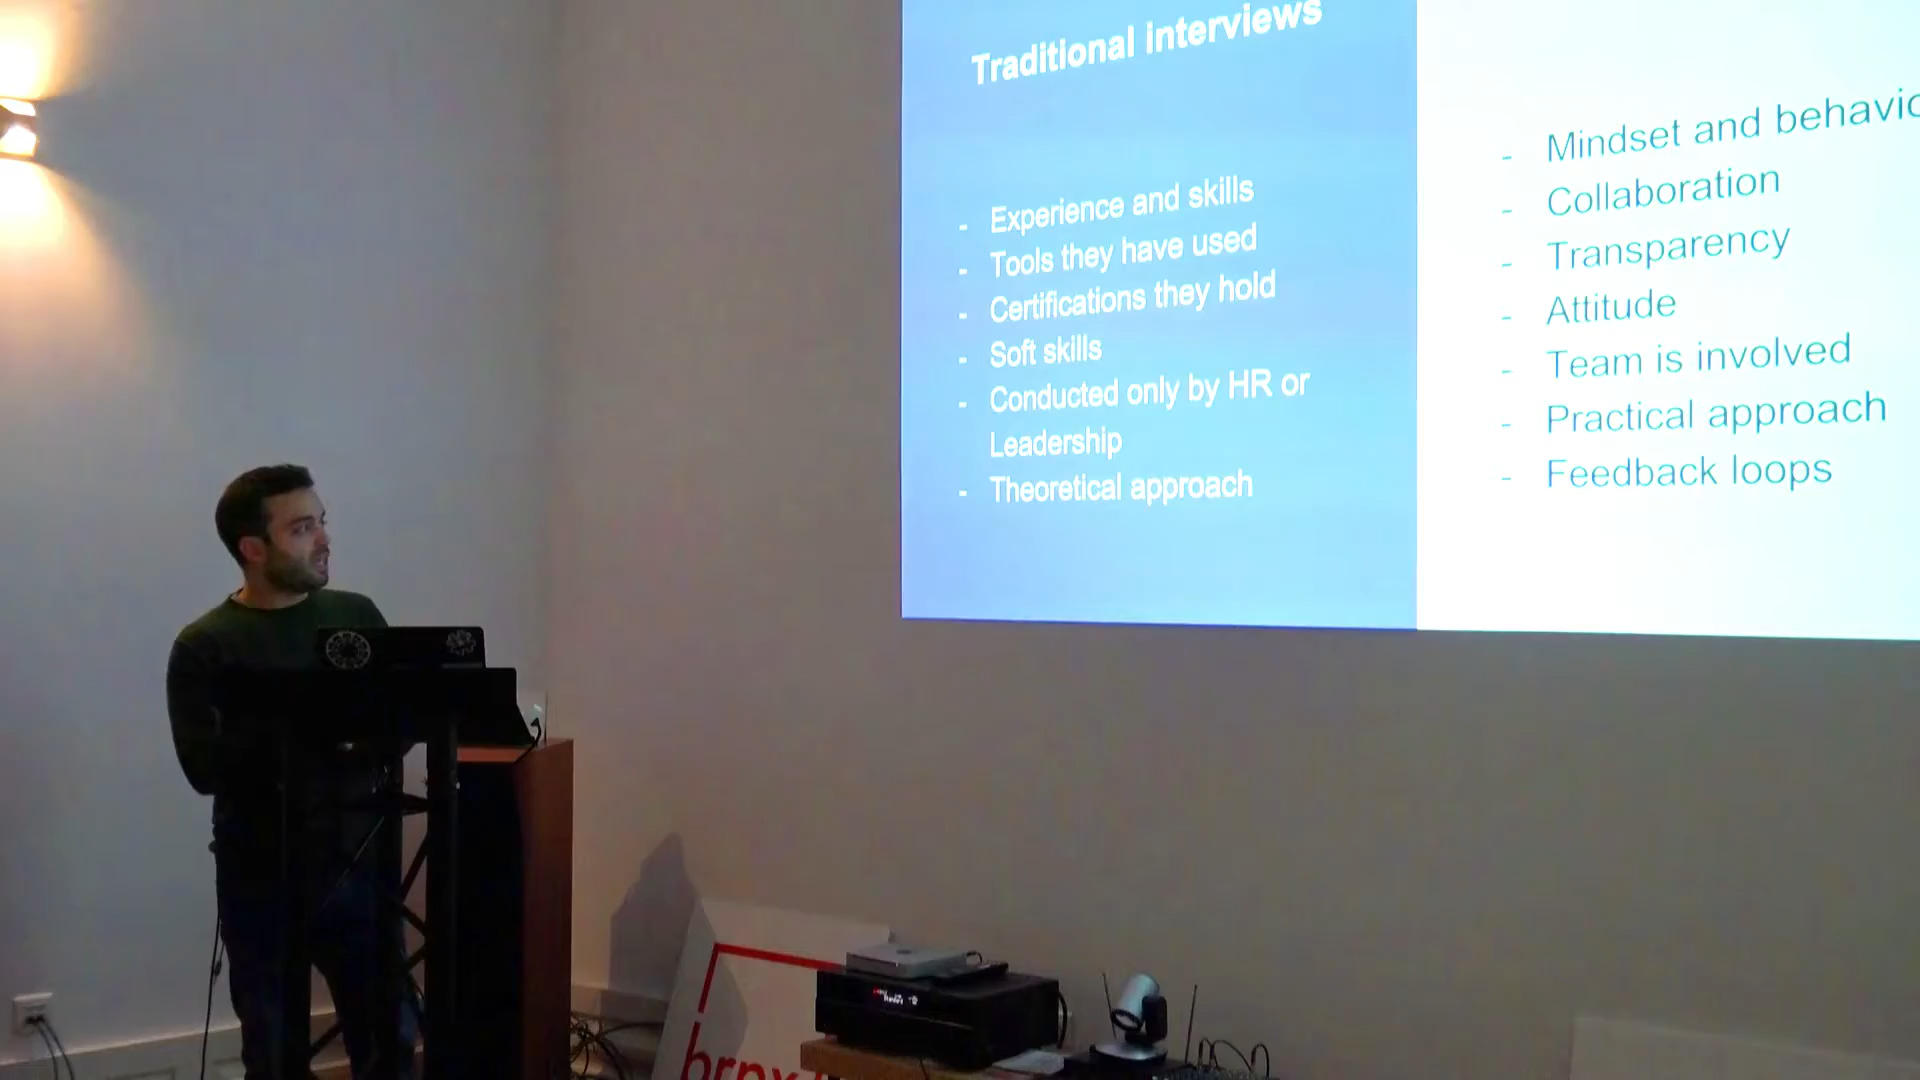 Traditional interviews
- Experience and skills
- Tools they have used
- Certifications they hold
- Soft skills
- Conducted only by HR or
Leadership
- Theoretical approach
- Mindset and behavio
- Collaboration
- Transparency
- Attitude
- Team is involved
- Practical approach
- Feedback loops